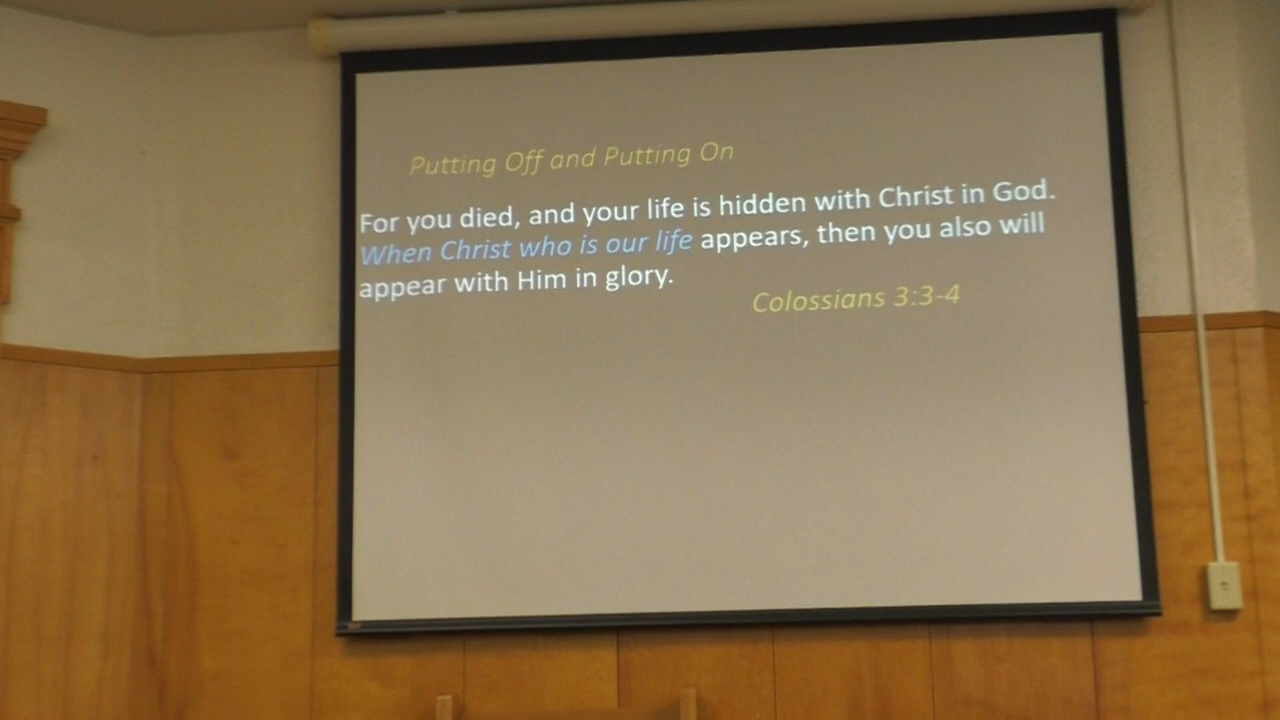 Putting Off and Putting On
For you died, and your life is hidden with Christ in God.
When Christ who is our life appears, then you also will
appear with Him in glory.
Colossians 3:3-4